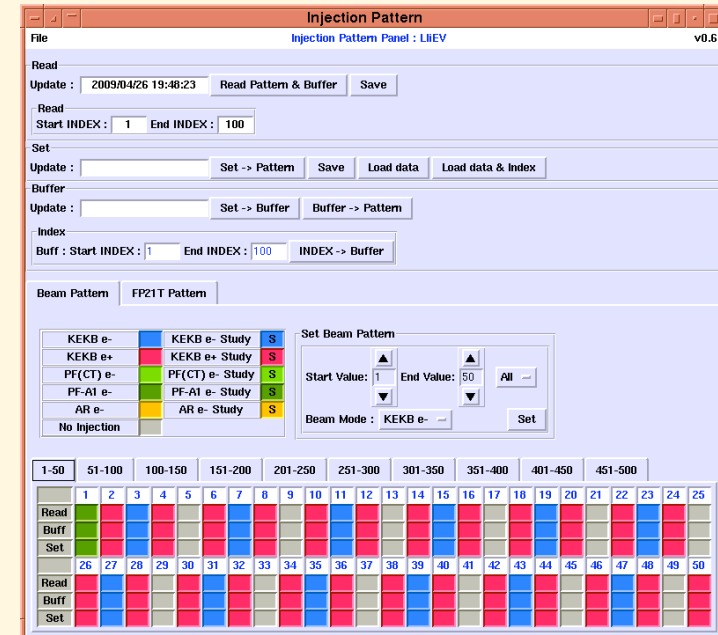 Injection Pattern
File Injection Pattern Panel : LIiEV v0.6
Read
Update : 2009/04/26 19:48:23 Read Pattern & Buffer Save
Read
Start INDEX : 1 End INDEX : 100
Set
Update : Set -> Pattern Save Load data Load data & Index
Buffer
Update : Set -> Buffer Buffer -> Pattern
Index
Buff : Start INDEX : 1 End INDEX : 100 INDEX -> Buffer
Beam Pattern FP21T Pattern
KEKB e- KEKB e- Study S
KEKB e+ KEKB e+ Study S
PF(CT) e- PF(CT) e- Study S
PF-A1 e- PF-A1 e- Study S
AR e- AR e- Study S
No Injection
Set Beam Pattern
Start Value: 1 End Value: 50 All
Beam Mode : KEKB e- Set
1-50 51-100 100-150 151-200 201-250 251-300 301-350 351-400 401-450 451-500
1 2 3 4 5 6 7 8 9 10 11 12 13 14 15 16 17 18 19 20 21 22 23 24 25
Read
Buff
Set
26 27 28 29 30 31 32 33 34 35 36 37 38 39 40 41 42 43 44 45 46 47 48 49 50
Read
Buff
Set